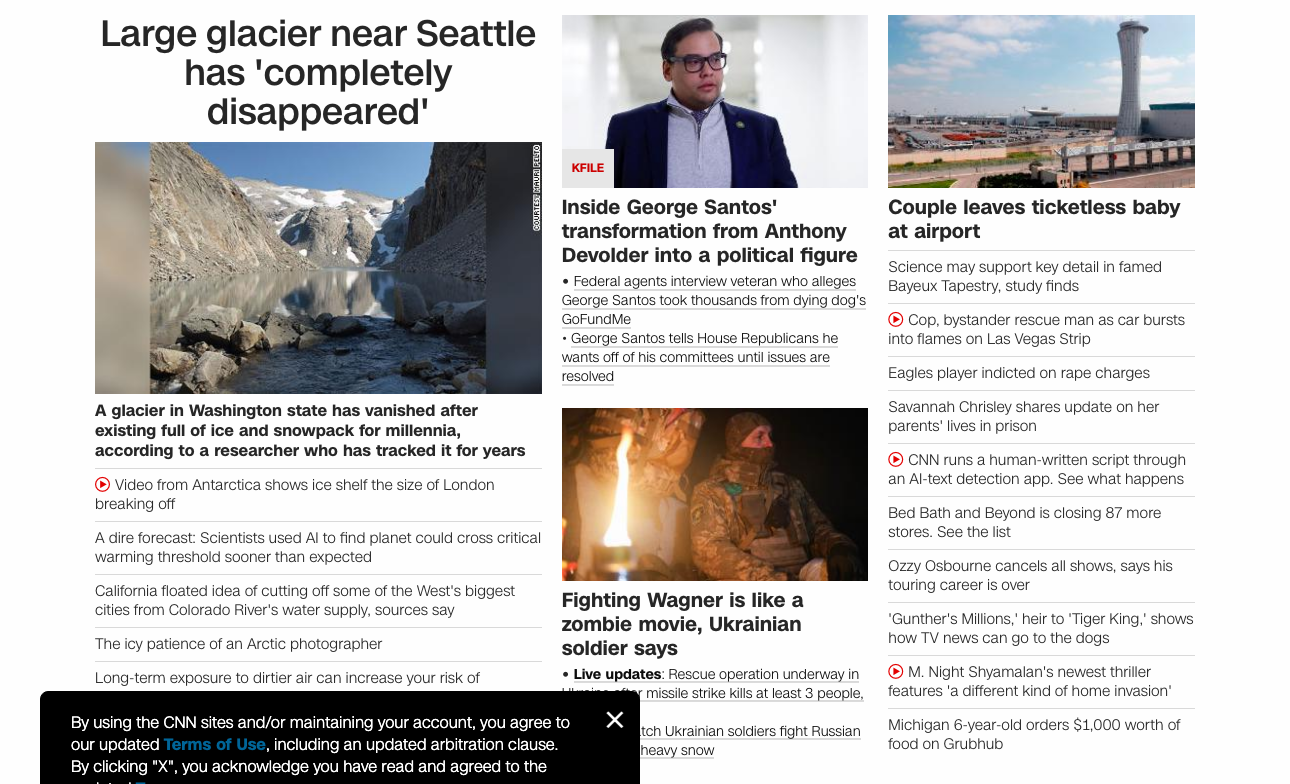 Large glacier near Seattle
has 'completely
disappeared'
COURTESY MAURI PELTO
A glacier in Washington state has vanished after
existing full of ice and snowpack for millennia,
according to a researcher who has tracked it for years
Video from Antarctica shows ice shelf the size of London
breaking off
A dire forecast: Scientists used AI to find planet could cross critical
warming threshold sooner than expected
California floated idea of cutting off some of the West's biggest
cities from Colorado River's water supply, sources say
The icy patience of an Arctic photographer
Long-term exposure to dirtier air can increase your risk of
KFILE
Inside George Santos'
transformation from Anthony
Devolder into a political figure
• Federal agents interview veteran who alleges
George Santos took thousands from dying dog's
GoFundMe
• George Santos tells House Republicans he
wants off of his committees until issues are
resolved
Fighting Wagner is like a
zombie movie, Ukrainian
soldier says
• Live updates: Rescue operation underway in
Ukraine after missile strike kills at least 3 people,
Ukrainian soldiers fight Russian
heavy snow
Couple leaves ticketless baby
at airport
Science may support key detail in famed
Bayeux Tapestry, study finds
Cop, bystander rescue man as car bursts
into flames on Las Vegas Strip
Eagles player indicted on rape charges
Savannah Chrisley shares update on her
parents' lives in prison
CNN runs a human-written script through
an AI-text detection app. See what happens
Bed Bath and Beyond is closing 87 more
stores. See the list
Ozzy Osbourne cancels all shows, says his
touring career is over
'Gunther's Millions,' heir to 'Tiger King,' shows
how TV news can go to the dogs
M. Night Shyamalan's newest thriller
features 'a different kind of home invasion'
Michigan 6-year-old orders $1,000 worth of
food on Grubhub
By using the CNN sites and/or maintaining your account, you agree to
our updated Terms of Use, including an updated arbitration clause.
By clicking "X", you acknowledge you have read and agreed to the